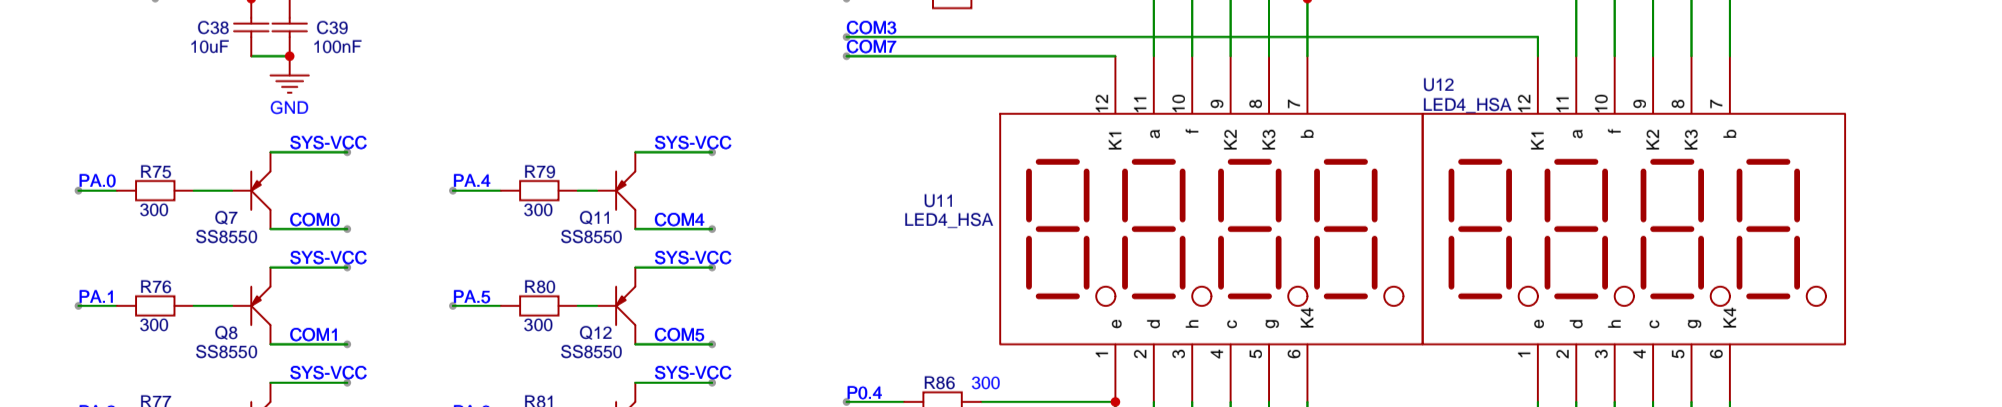 C38
10uF
C39
100nF
GND
COM3
COM7
U12
LED4_HSA
12
11
10
9
8
7
12
11
10
9
8
7
K1
a
f
K2
K3
b
K1
a
f
K2
K3
b
SYS-VCC
PA.0
R75
300
Q7
SS8550
COM0
SYS-VCC
PA.4
R79
300
Q11
SS8550
COM4
U11
LED4_HSA
SYS-VCC
PA.1
R76
300
Q8
SS8550
COM1
SYS-VCC
PA.5
R80
300
Q12
SS8550
COM5
e
d
h
c
g
K4
e
d
h
c
g
K4
1
2
3
4
5
6
1
2
3
4
5
6
SYS-VCC
R77
SYS-VCC
R81
P0.4
R86
300